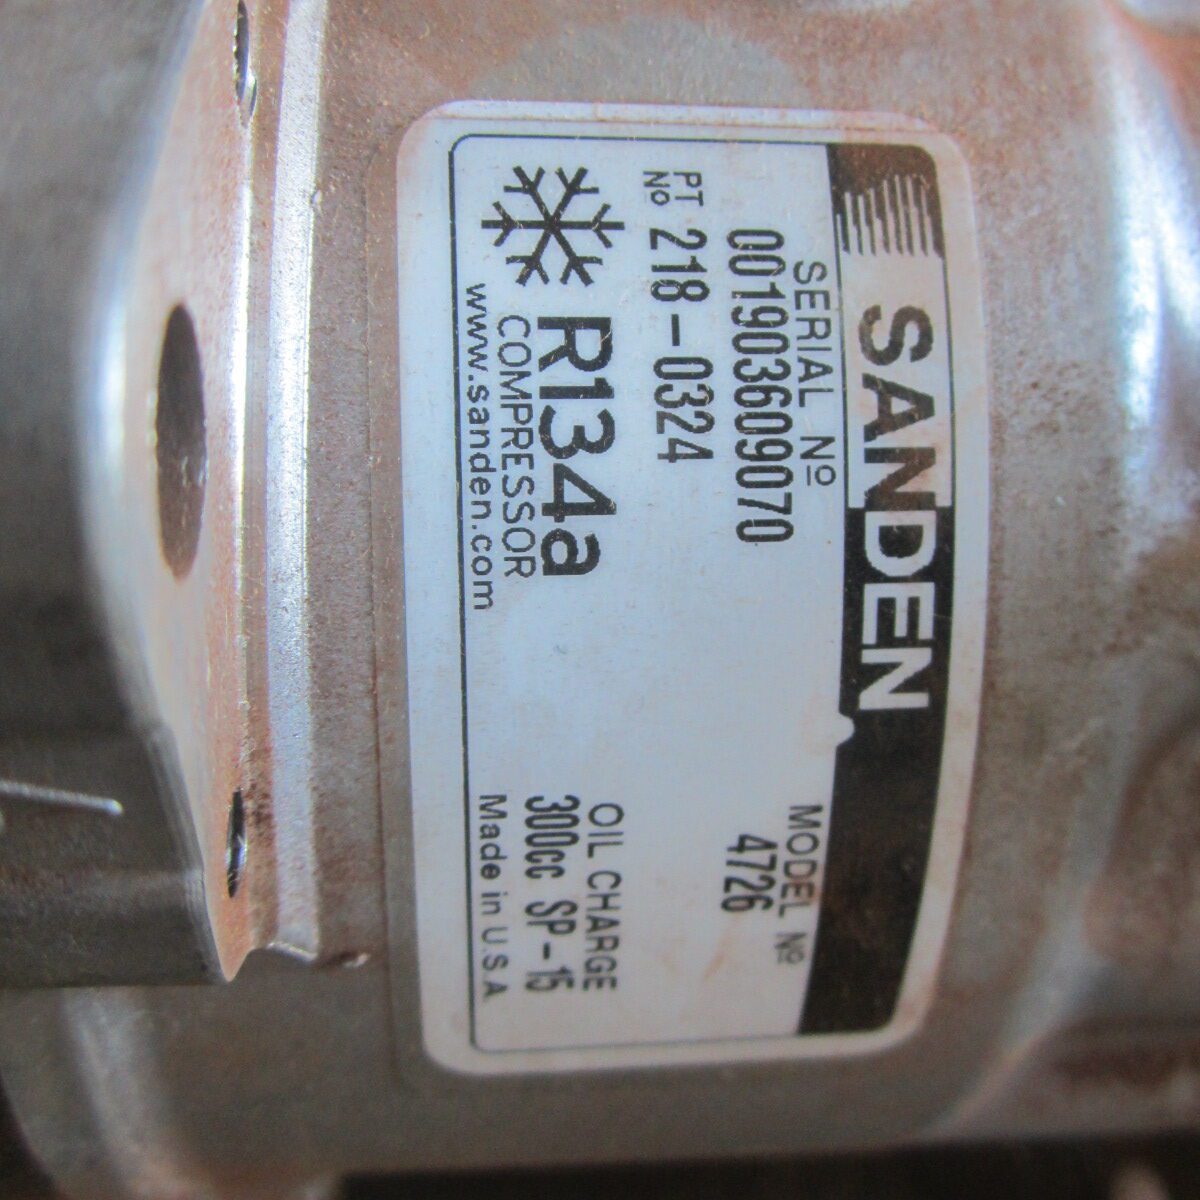 SANDEN
SERIAL Nº
001903609070
MODEL Nº
4726
PT
No
218-0324
R134a
COMPRESSOR
www.sanden.com
OIL CHARGE
300cc SP-15
Made in U.S.A